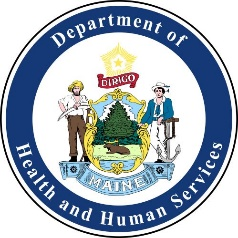 Department of
DIRIGO
MAINE
Health and Human Services